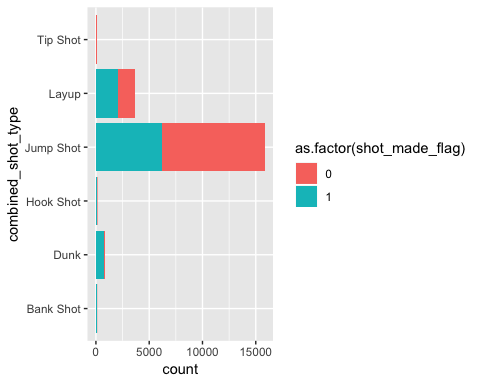 combined_shot_type
Tip Shot
Layup
Jump Shot
Hook Shot
Dunk
Bank Shot
0
5000
10000
15000
count
as.factor(shot_made_flag)
0
1